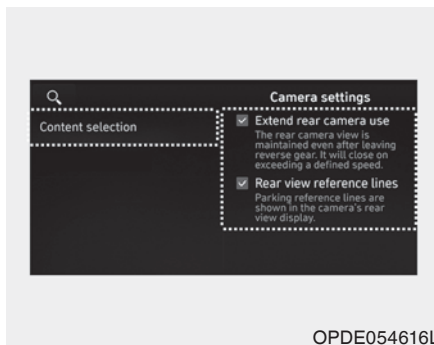 Camera settings
Content selection
Extend rear camera use
The rear camera view is
maintained even after leaving
reverse gear. It will close on
exceeding a defined speed.
Rear view reference lines
Parking reference lines are
shown in the camera's rear
view display.
OPDE054616L